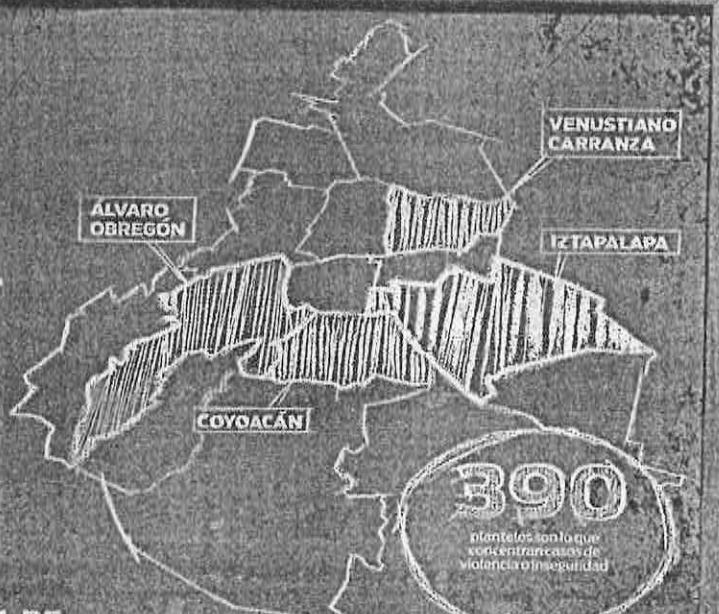 VENUSTIANO
CARRANZA
ÁLVARO
OBREGÓN
IZTAPALAPA
COYOACÁN
390
planteles son lo que
concentran casos de
violencia o inseguridad